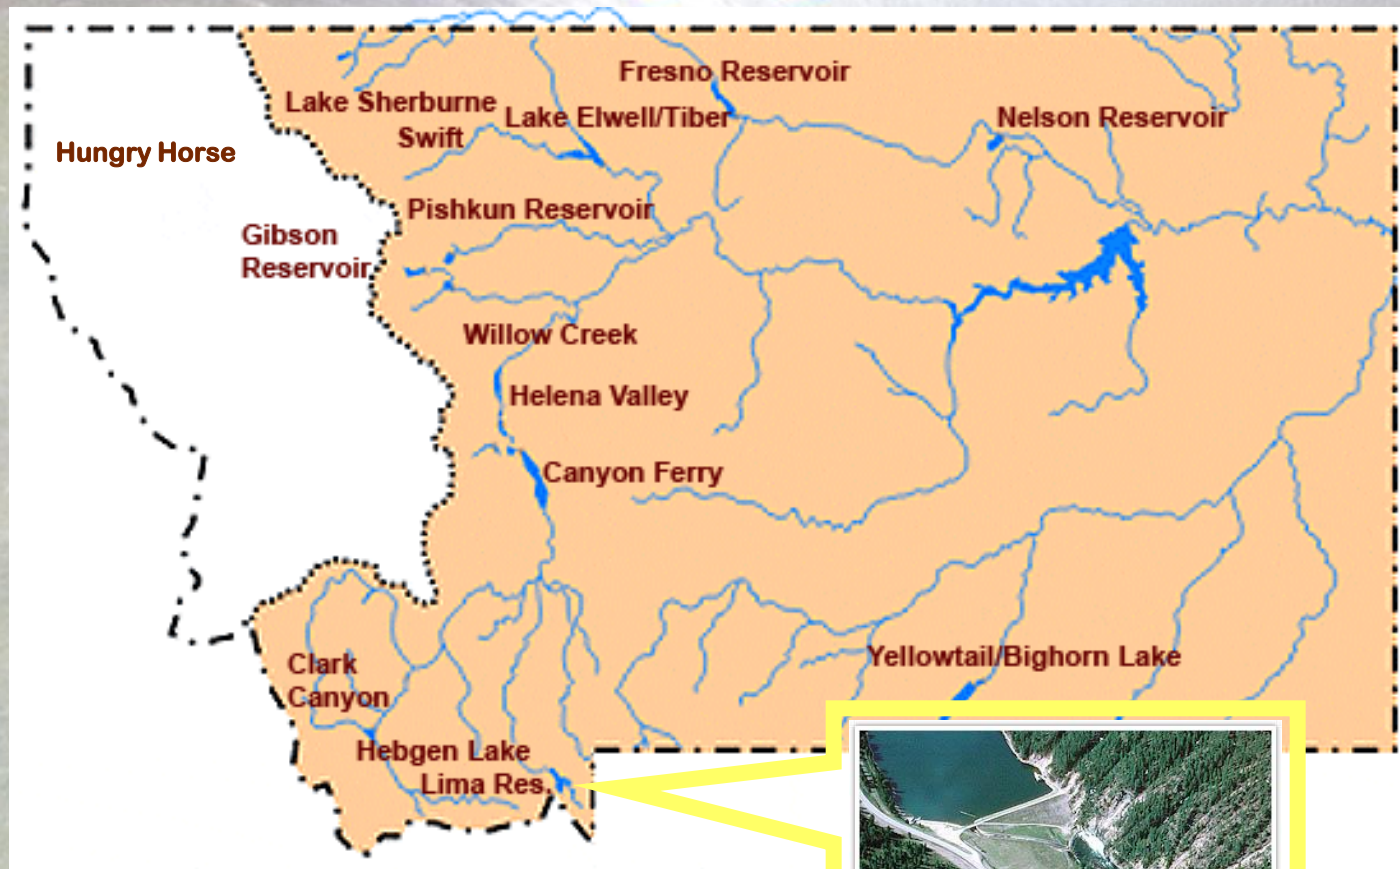 Fresno Reservoir
Lake Sherburne
Swift
Lake Elwell/Tiber
Nelson Reservoir
Hungry Horse
Pishkun Reservoir
Gibson
Reservoir
Willow Creek
Helena Valley
Canyon Ferry
Clark
Canyon
Yellowtail/Bighorn Lake
Hebgen Lake
Lima Res.